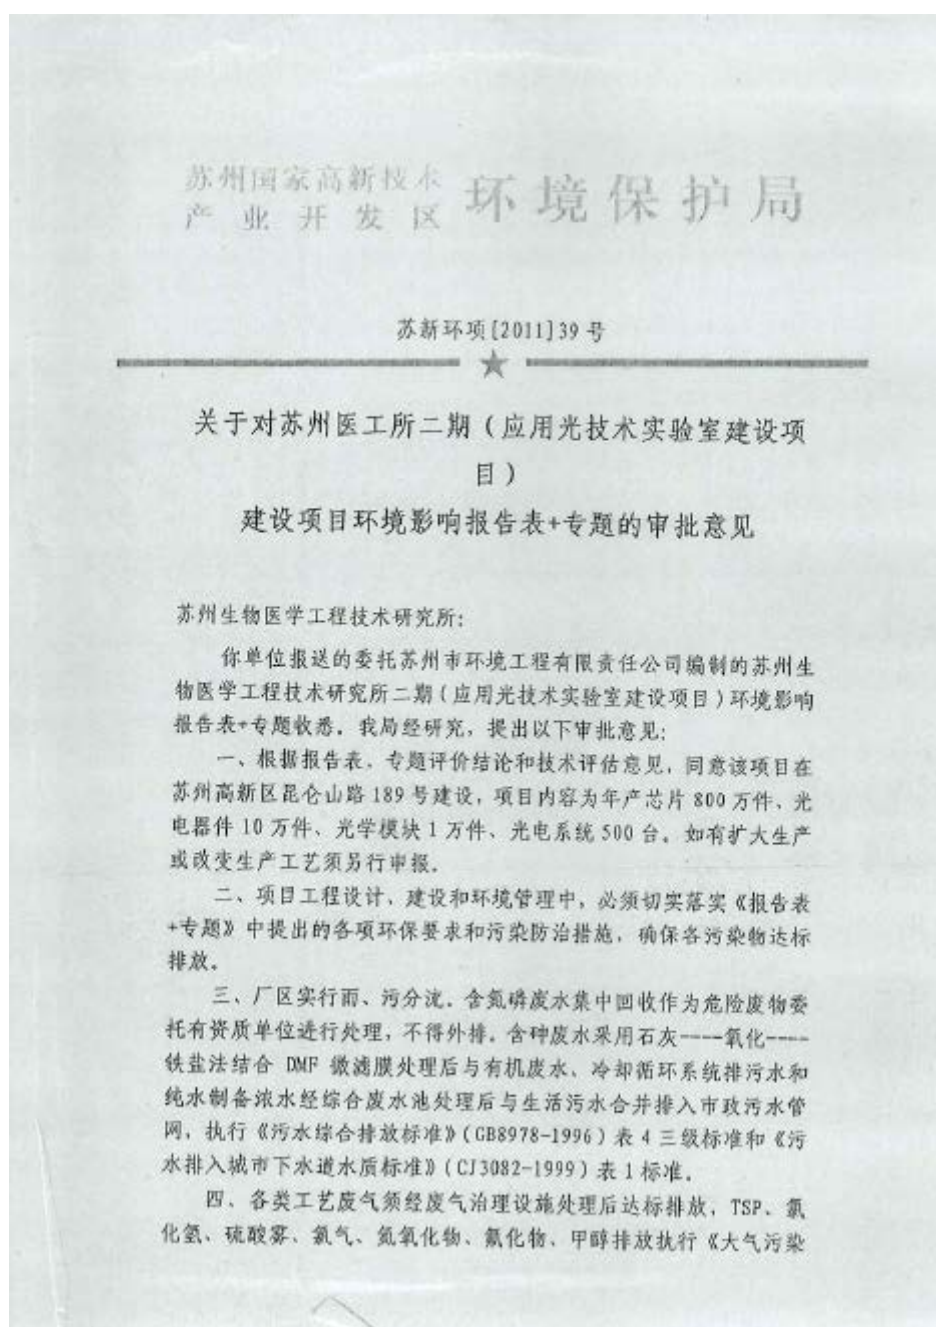 苏州国家高新技术
产业开发区 环境保护局
苏新环项[2011]39号
关于对苏州医工所二期(应用光技术实验室建设项
目)
建设项目环境影响报告表+专题的审批意见
苏州生物医学工程技术研究所:
你单位报送的委托苏州市环境工程有限责任公司编制的苏州生
物医学工程技术研究所二期(应用光技术实验室建设项目)环境影响
报告表+专题收悉。我局经研究,提出以下审批意见:
一、根据报告表、专题评价结论和技术评估意见,同意该项目在
苏州高新区昆仑山路189号建设,项目内容为年产芯片800万件、光
电器件10万件、光学模块1万件、光电系统500台。如有扩大生产
或改变生产工艺须另行申报。
二、项目工程设计、建设和环境管理中,必须切实落实《报告表
+专题》中提出的各项环保要求和污染防治措施,确保各污染物达标
排放。
三、厂区实行雨、污分流。含氮磷废水集中回收作为危险废物委
托有资质单位进行处理,不得外排。含砷废水采用石灰----氧化----
铁盐法结合 DMF 微滤膜处理后与有机废水、冷却循环系统排污水和
纯水制备浓水经综合废水池处理后与生活污水合并排入市政污水管
网,执行《污水综合排放标准》(GB8978-1996)表4三级标准和《污
水排入城市下水道水质标准》(CJ3082-1999)表1标准。
四、各类工艺废气须经废气治理设施处理后达标排放,TSP、氯
化氢、硫酸雾、氯气、氮氧化物、氟化物、甲醇排放执行《大气污染